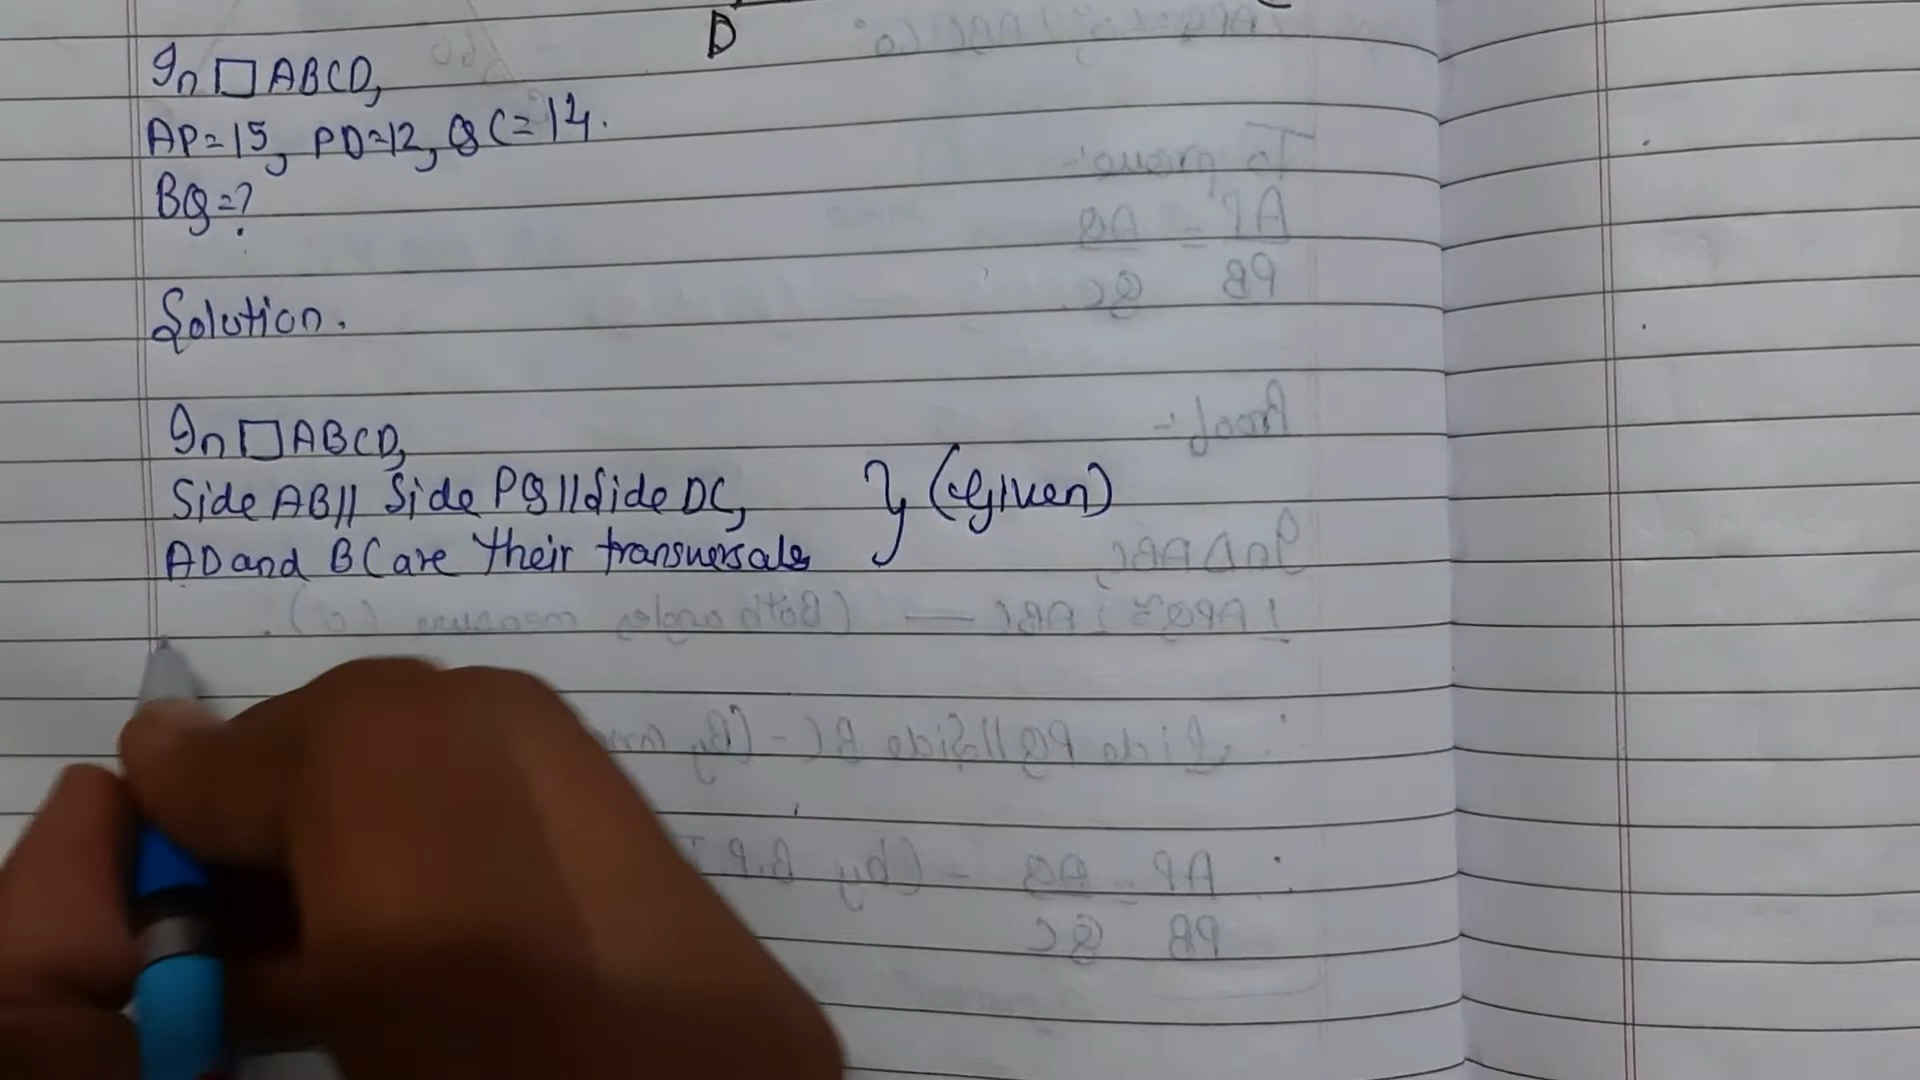 D
In □ABCD,
AP=15, PD=12, QC=14.
BQ=?
Solution.
In □ABCD,
Side AB || Side PQ || Side DC, } (Given)
AD and BC are their transversals